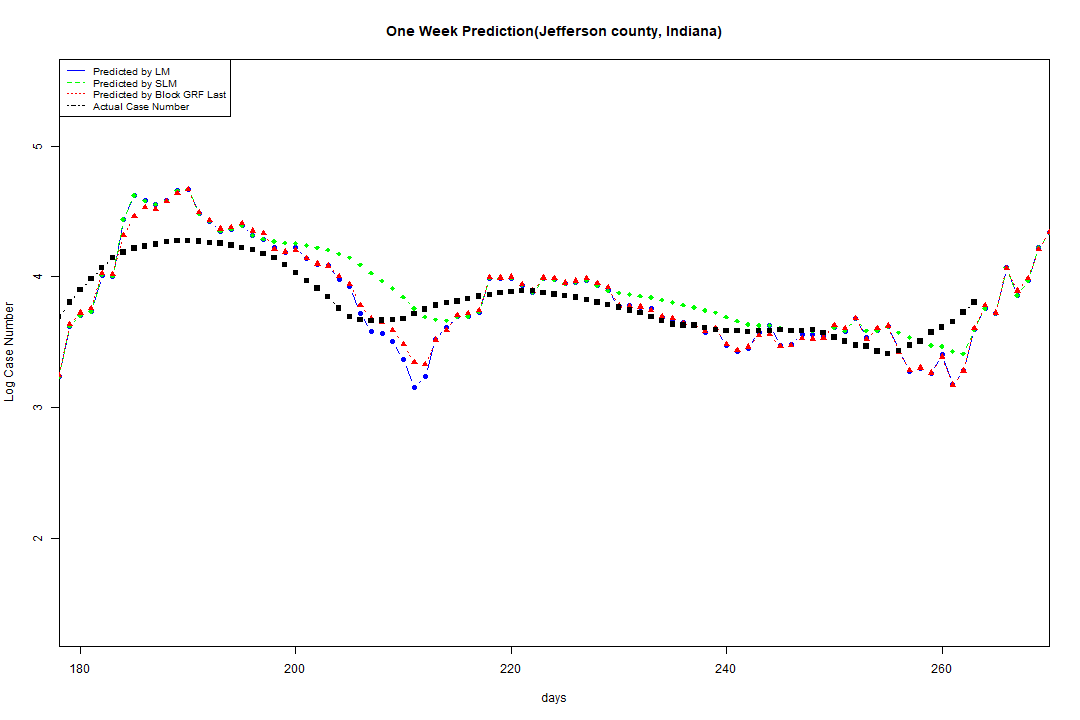 One Week Prediction(Jefferson county, Indiana)
Predicted by LM
Predicted by SLM
Predicted by Block GRF Last
Actual Case Number
5
4
3
2
Log Case Number
180 200 220 240 260
days